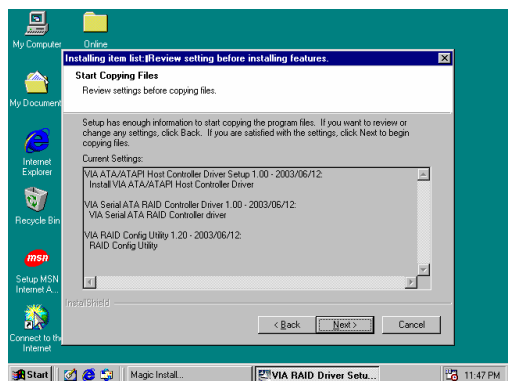 My Computer
Online
My Document
Internet
Explorer
Recycle Bin
msn
Setup MSN
Internet A...
Connect to th
Internet
Installing item list:||Review setting before installing features.
Start Copying Files
Review settings before copying files.
Setup has enough information to start copying the program files. If you want to review or
change any settings, click Back. If you are satisfied with the settings, click Next to begin
copying files.
Current Settings:
VIA ATA/ATAPI Host Controller Driver Setup 1.00 - 2003/06/12:
Install VIA ATA/ATAPI Host Controller Driver
VIA Serial ATA RAID Controller Driver 1.00 - 2003/06/12:
VIA Serial ATA RAID Controller driver
VIA RAID Config Utility 1.20 - 2003/06/12:
RAID Config Utility
InstallShield
< Back
Next >
Cancel
Start
Magic Install...
VIA RAID Driver Setu...
11:47 PM